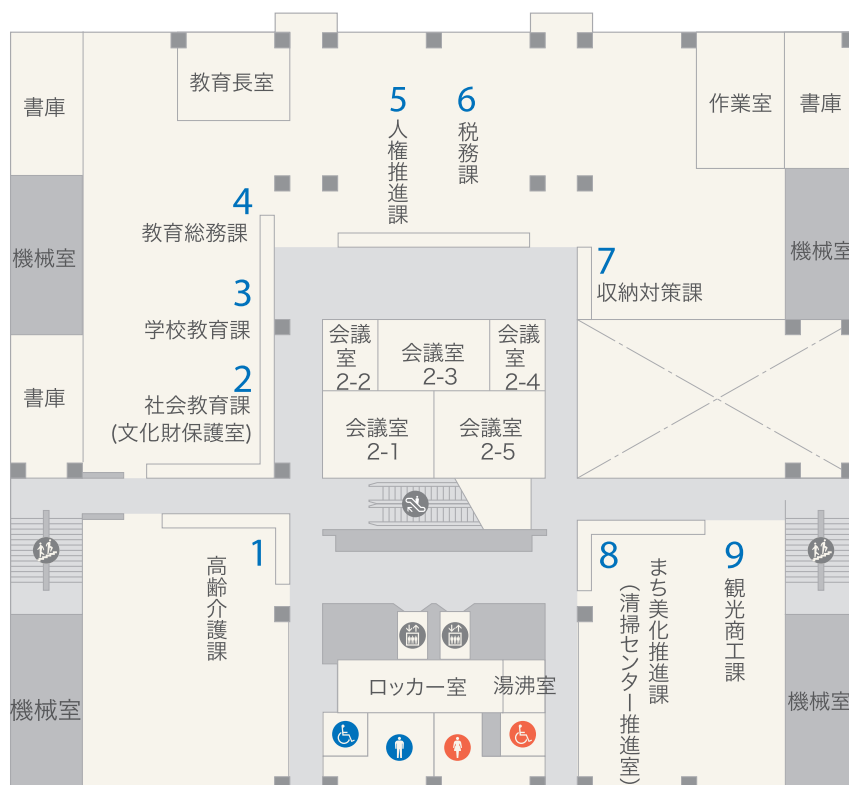 書庫
教育長室
5
人権推進課
6
税務課
作業室
書庫
4
教育総務課
機械室
機械室
7
収納対策課
3
学校教育課
会議
室
2-2
会議室
2-3
会議
室
2-4
2
社会教育課
(文化財保護室)
書庫
会議室
2-1
会議室
2-5
1
高齢介護課
8
まち美化推進課
(清掃センター推進室)
9
観光商工課
ロッカー室
湯沸室
機械室
機械室